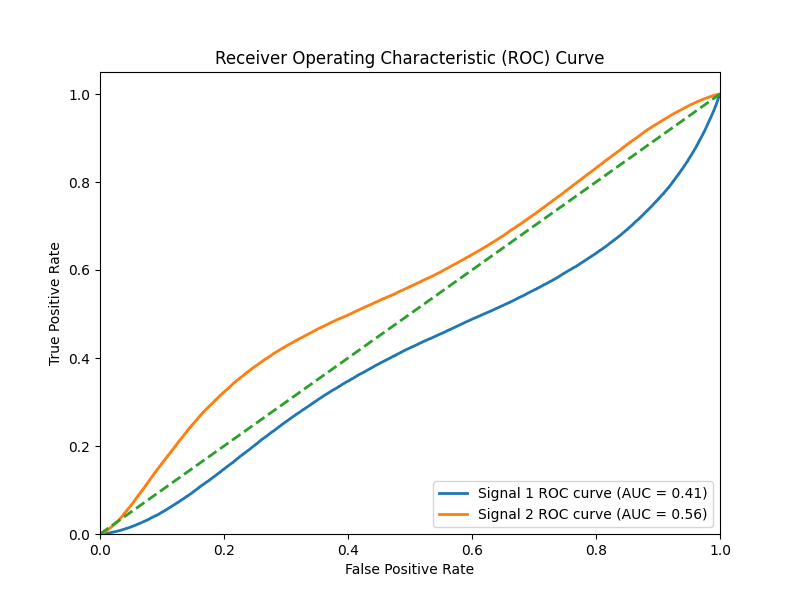 Receiver Operating Characteristic (ROC) Curve
True Positive Rate
1.0
0.8
0.6
0.4
0.2
0.0
Signal 1 ROC curve (AUC = 0.41)
Signal 2 ROC curve (AUC = 0.56)
0.0 0.2 0.4 0.6 0.8 1.0
False Positive Rate